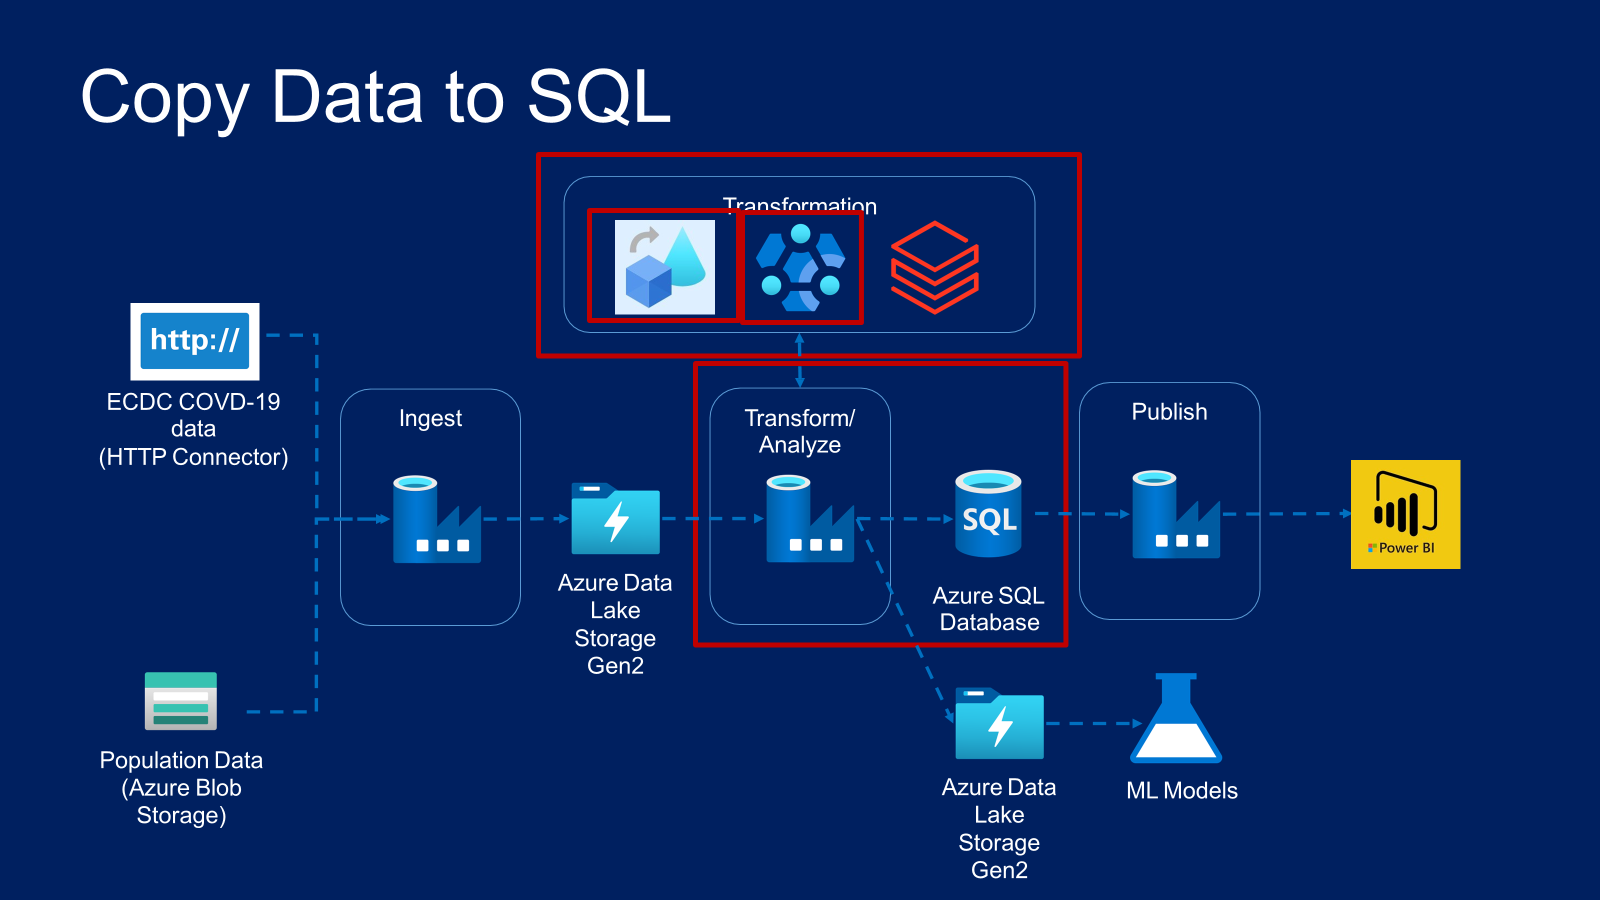 Copy Data to SQL
Transformation
http://
ECDC COVD-19
data
(HTTP Connector)
Ingest
Transform/
Analyze
Publish
SQL
Power BI
Azure Data
Lake
Storage
Gen2
Azure SQL
Database
Population Data
(Azure Blob
Storage)
Azure Data
Lake
Storage
Gen2
ML Models